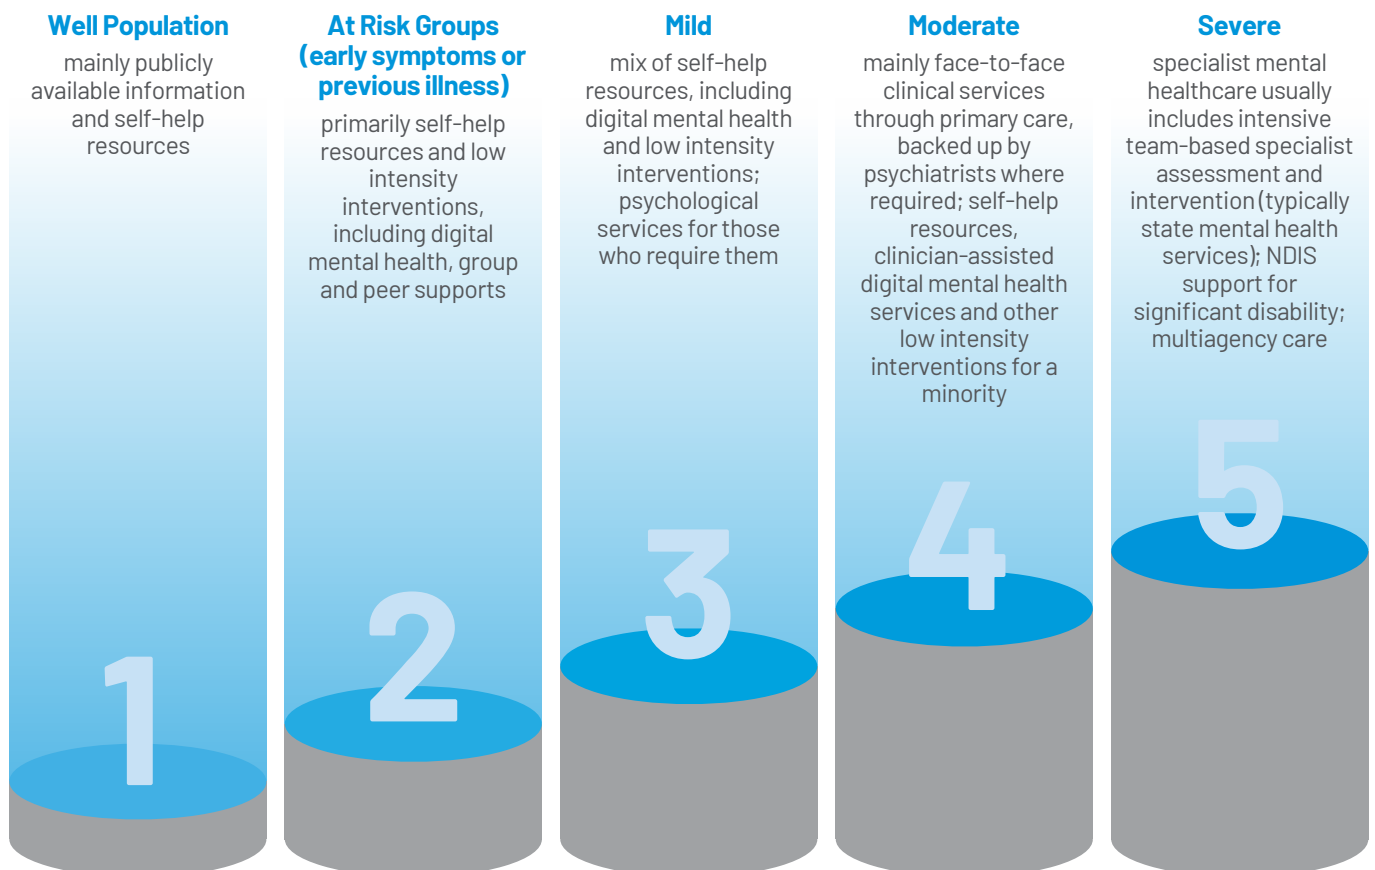 Well Population
mainly publicly
available information
and self-help
resources
1
At Risk Groups
(early symptoms or
previous illness)
primarily self-help
resources and low
intensity
interventions,
including digital
mental health, group
and peer supports
2
Mild
mix of self-help
resources, including
digital mental health
and low intensity
interventions;
psychological
services for those
who require them
3
Moderate
mainly face-to-face
clinical services
through primary care,
backed up by
psychiatrists where
required; self-help
resources,
clinician-assisted
digital mental health
services and other
low intensity
interventions for a
minority
4
Severe
specialist mental
healthcare usually
includes intensive
team-based specialist
assessment and
intervention (typically
state mental health
services); NDIS
support for
significant disability;
multiagency care
5